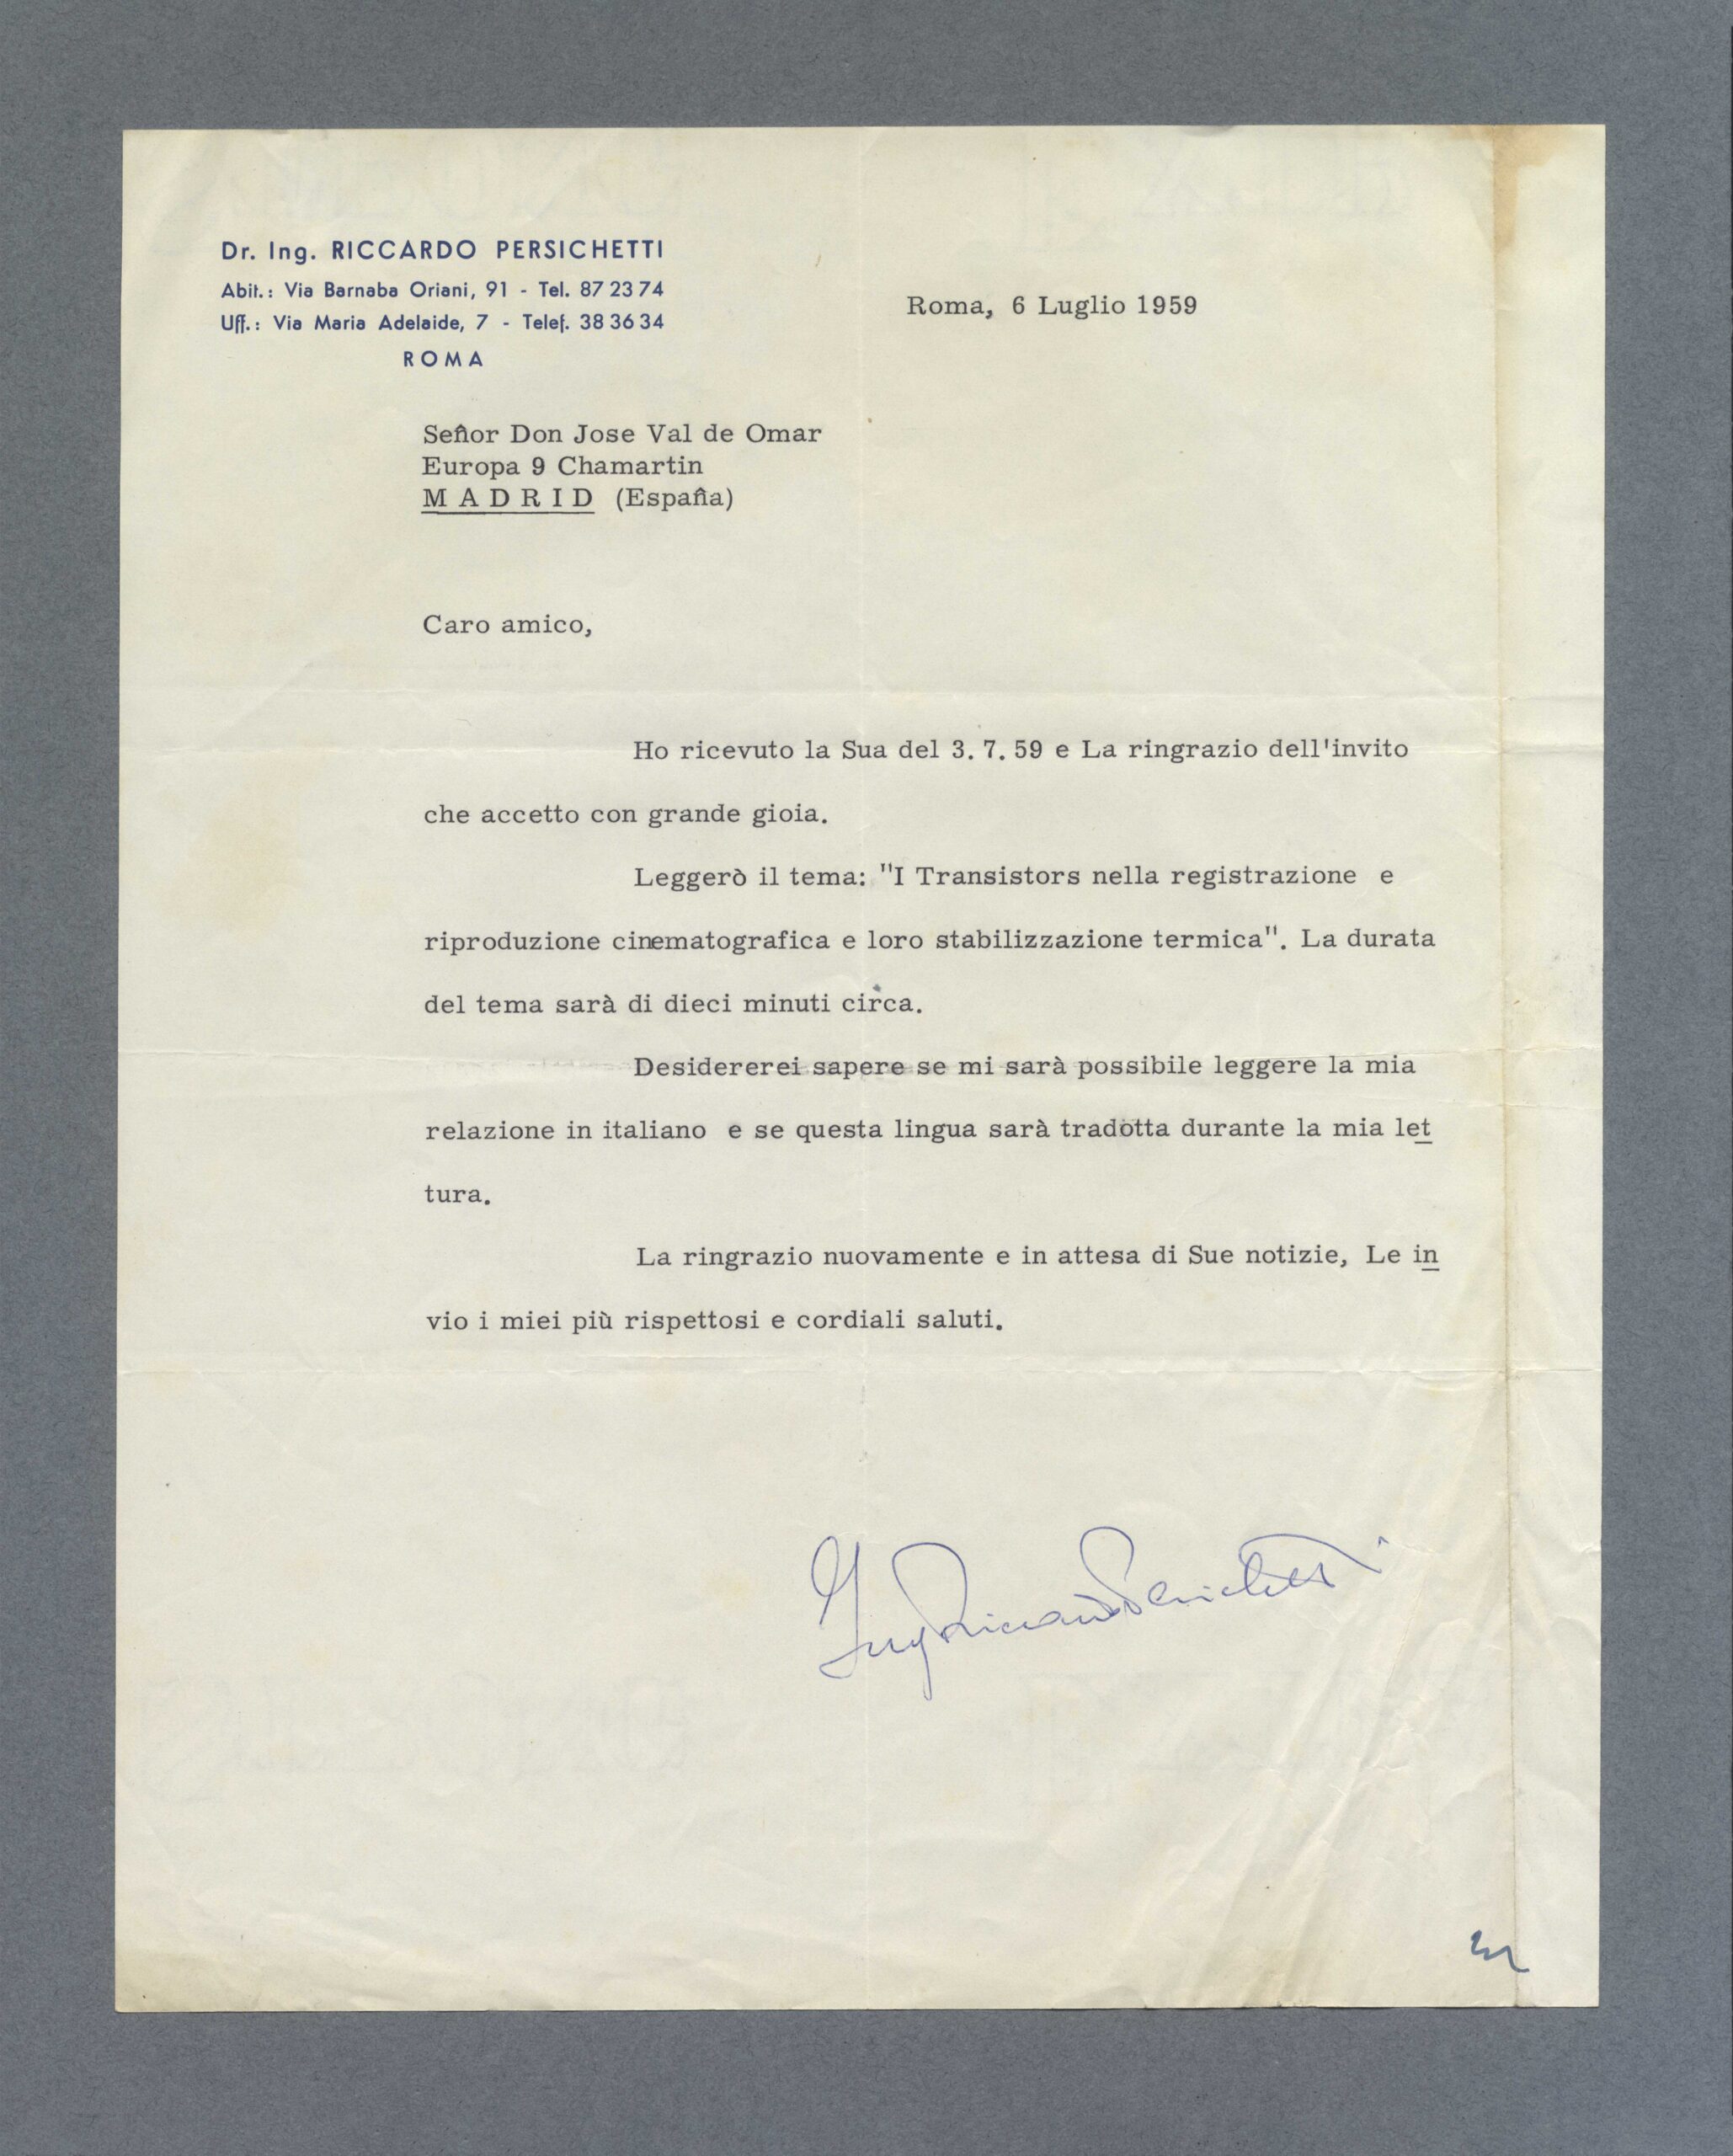 Dr. Ing. RICCARDO PERSICHETTI
Abit.: Via Barnaba Oriani, 91 - Tel. 87 23 74
Uff.: Via Maria Adelaide, 7 - Telef. 38 36 34
ROMA
Roma, 6 Luglio 1959
Señor Don Jose Val de Omar
Europa 9 Chamartin
M A D R I D (España)
Caro amico,
Ho ricevuto la Sua del 3.7.59 e La ringrazio dell'invito
che accetto con grande gioia.
Leggerò il tema: "I Transistors nella registrazione e
riproduzione cinematografica e loro stabilizzazione termica". La durata
del tema sarà di dieci minuti circa.
Desidererei sapere se mi sarà possibile leggere la mia
relazione in italiano e se questa lingua sarà tradotta durante la mia let
tura.
La ringrazio nuovamente e in attesa di Sue notizie, Le in
vio i miei più rispettosi e cordiali saluti.
Ing Riccardo Persichetti